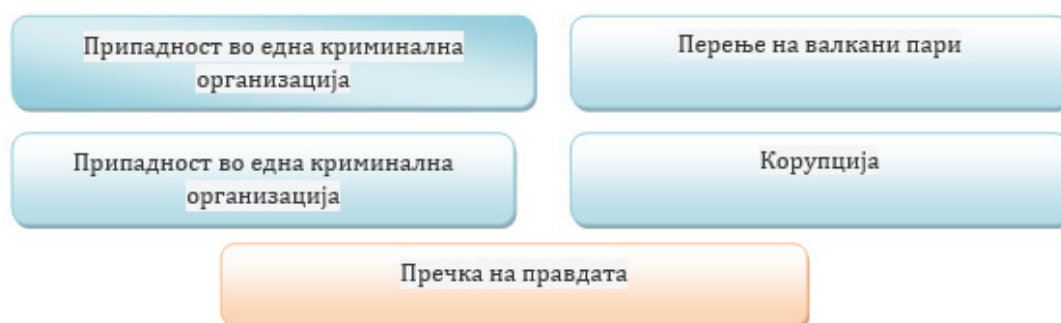 Припадност во една криминална
организација
Перење на валкани пари
Припадност во една криминална
организација
Корупција
Пречка на правдата